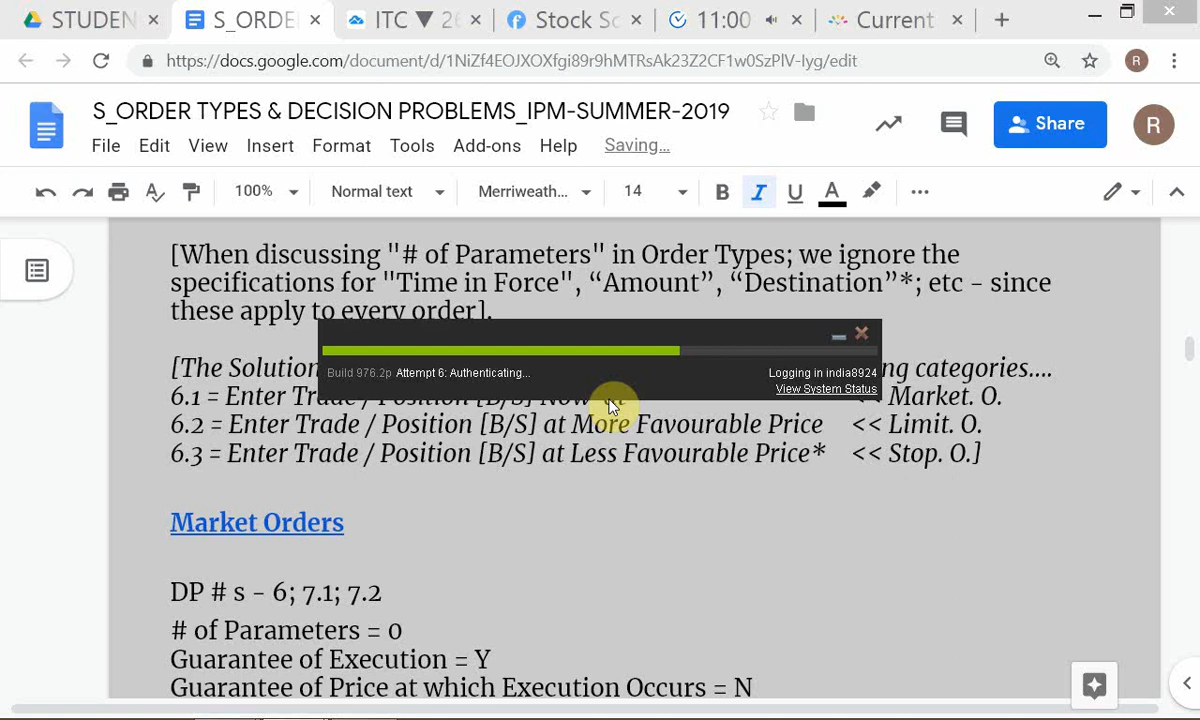 STUDEN
S_ORDE
ITC ▼ 26
Stock Sc
11:00
Current
https://docs.google.com/document/d/1NiZf4EOJXOXfgi89r9hMTRsAk23Z2CF1w0SzPlV-Iyg/edit
R
S_ORDER TYPES & DECISION PROBLEMS_IPM-SUMMER-2019
Share
R
File Edit View Insert Format Tools Add-ons Help Saving...
100% Normal text Merriweath... 14 B I U A
[When discussing "# of Parameters" in Order Types; we ignore the
specifications for "Time in Force", “Amount”, “Destination”*; etc - since
these apply to every order].
[The Solution ng categories....
Build 976.2p Attempt 6: Authenticating...
Logging in india8924
View System Status
6.1 = Enter Trade / Position [B/S] Now at << Market. O.
6.2 = Enter Trade / Position [B/S] at More Favourable Price << Limit. O.
6.3 = Enter Trade / Position [B/S] at Less Favourable Price* << Stop. O.]
Market Orders
DP # s - 6; 7.1; 7.2
# of Parameters = 0
Guarantee of Execution = Y
Guarantee of Price at which Execution Occurs = N